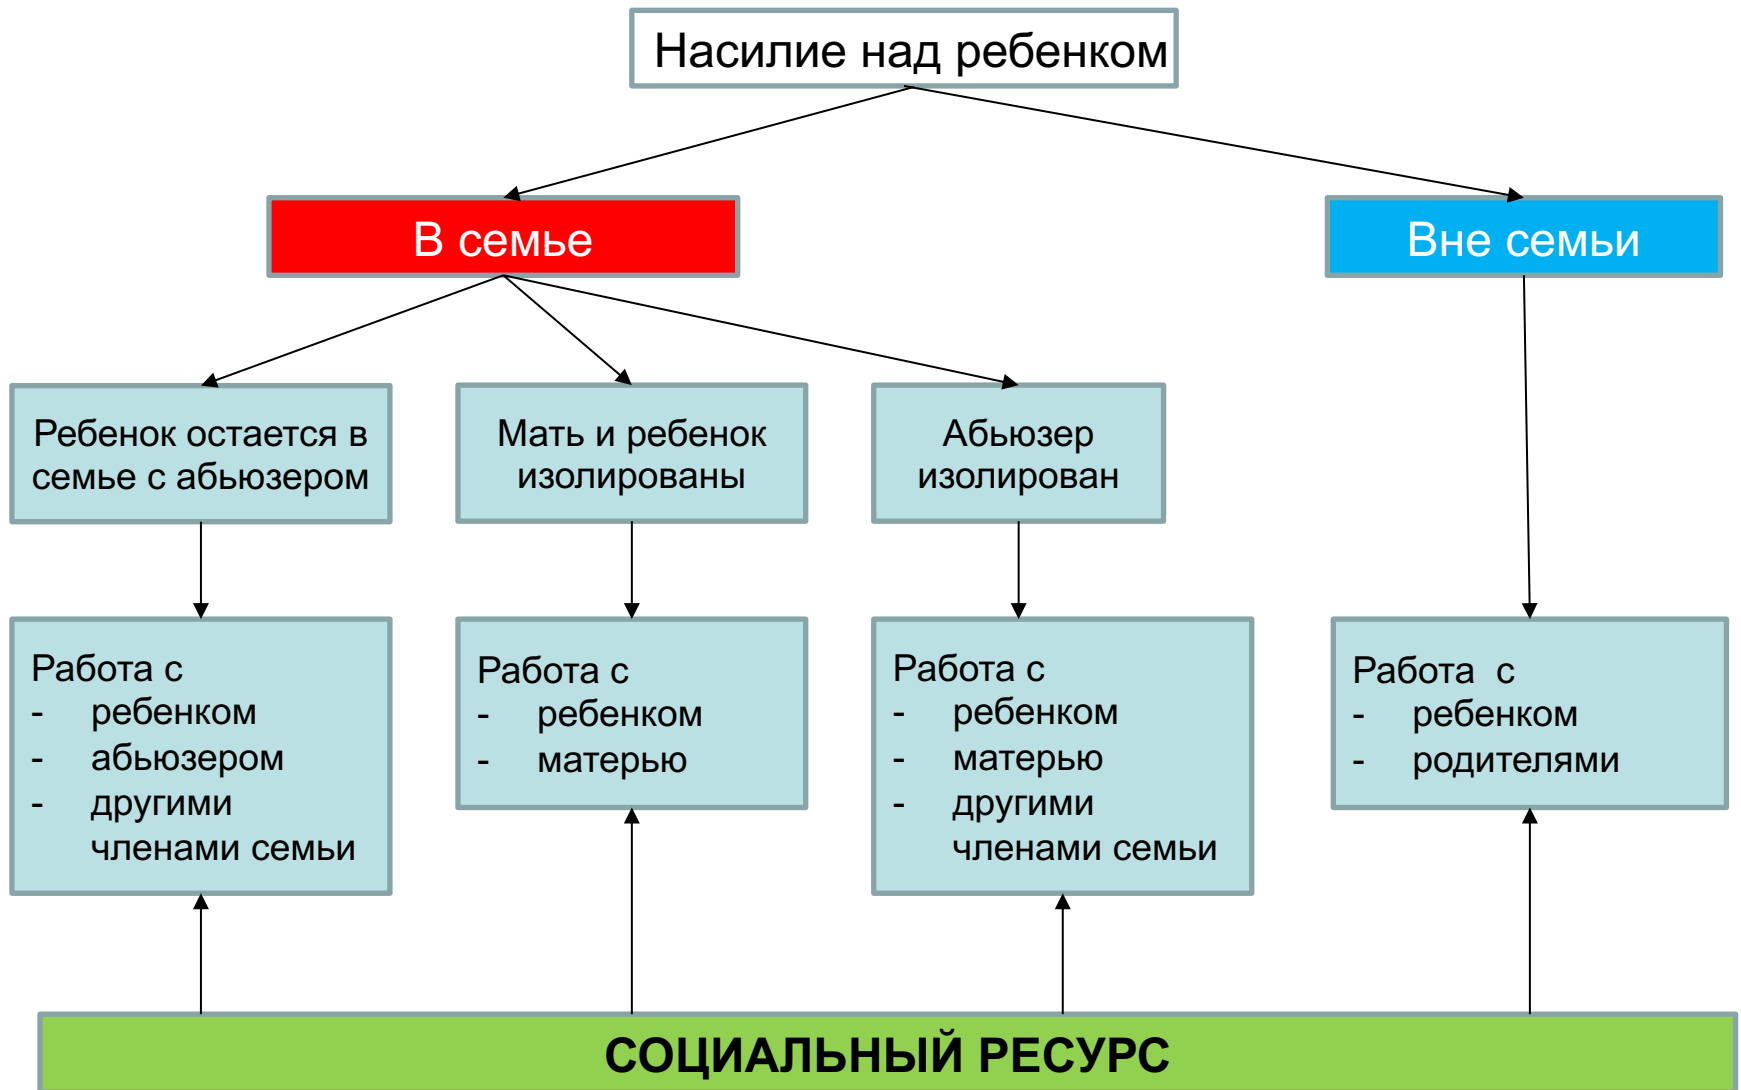 Насилие над ребенком
В семье
Вне семьи
Ребенок остается в
семье с абьюзером
Мать и ребенок
изолированы
Абьюзер
изолирован
Работа с
- ребенком
- абьюзером
- другими
членами семьи
Работа с
- ребенком
- матерью
Работа с
- ребенком
- матерью
- другими
членами семьи
Работа с
- ребенком
- родителями
СОЦИАЛЬНЫЙ РЕСУРС